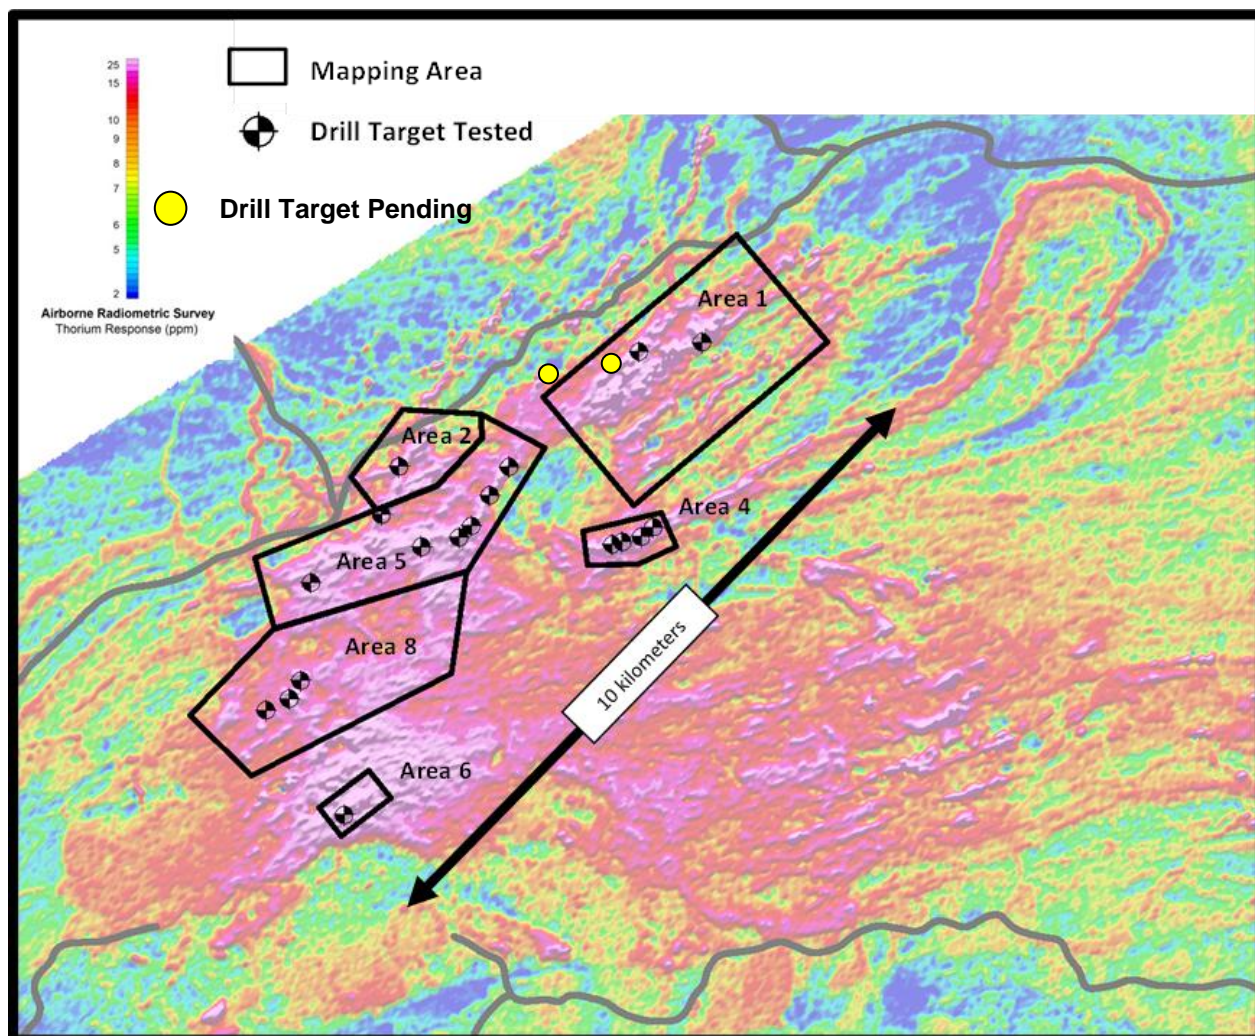 25
15
10
9
8
7
6
5
2
Airborne Radiometric Survey
Thorium Response (ppm)
Mapping Area
Drill Target Tested
Drill Target Pending
Area 1
Area 2
Area 4
Area 5
Area 8
10 kilometers
Area 6